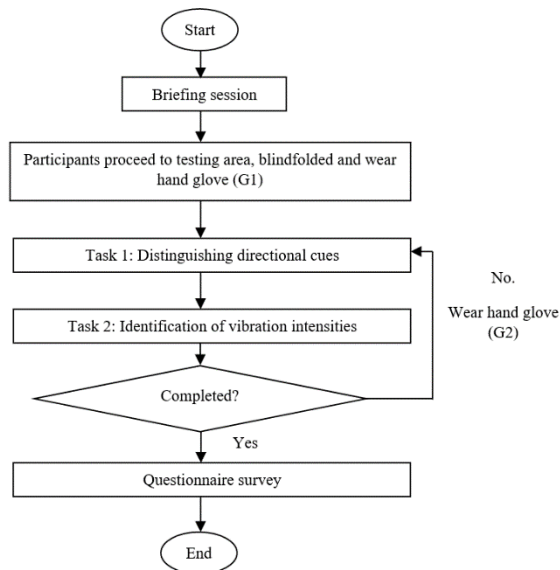 Start
Briefing session
Participants proceed to testing area, blindfolded and wear
hand glove (G1)
Task 1: Distinguishing directional cues
No.
Wear hand glove
(G2)
Task 2: Identification of vibration intensities
Completed?
Yes
Questionnaire survey
End